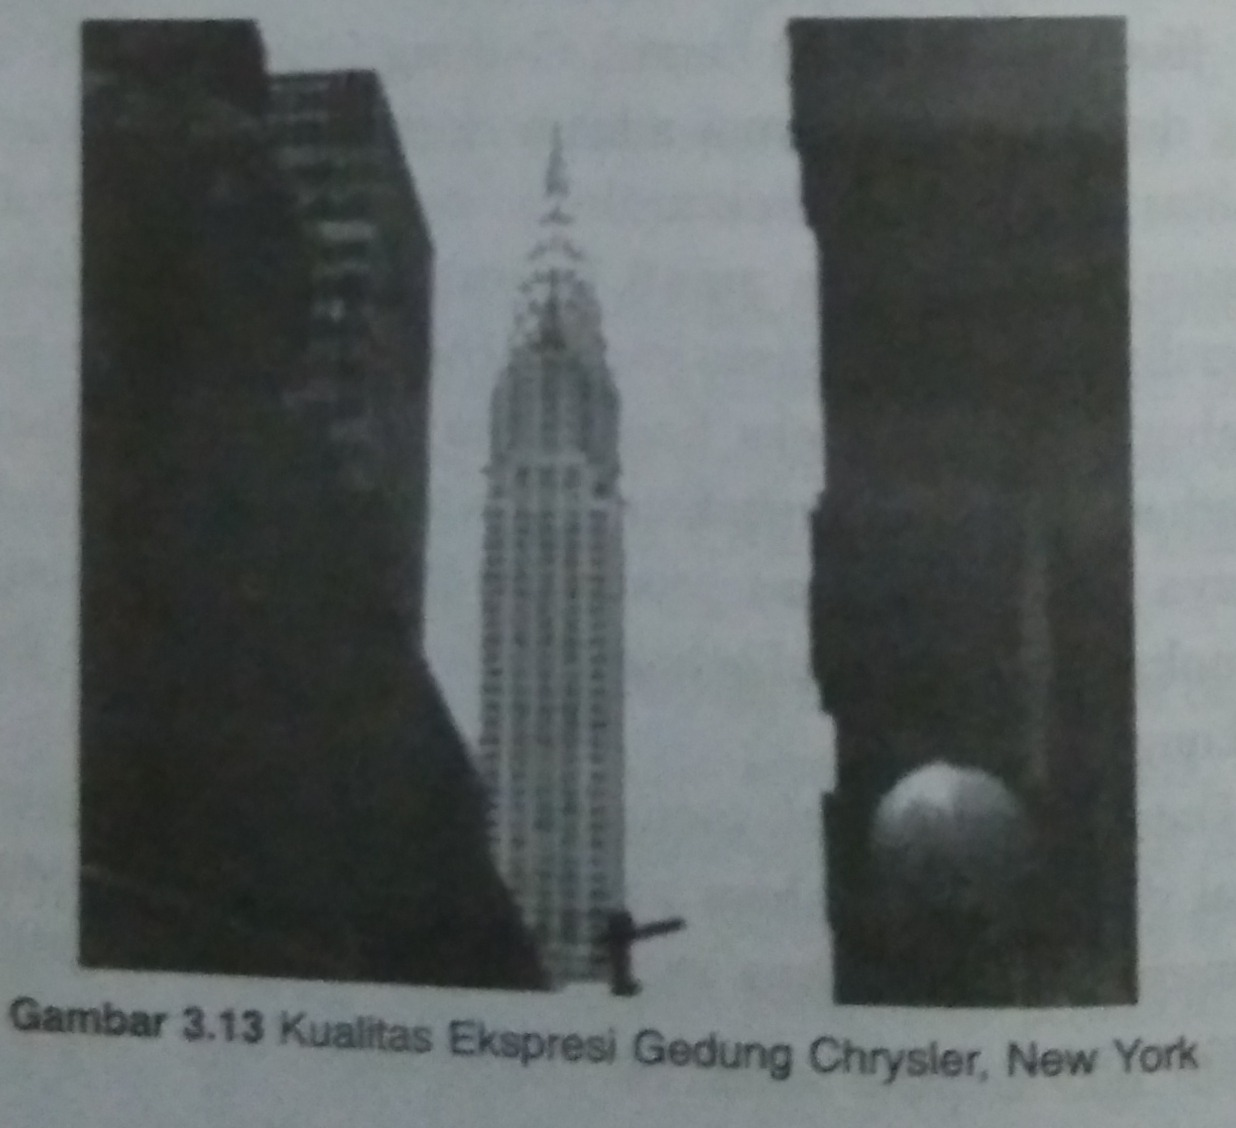 Gambar 3.13 Kualitas Ekspresi Gedung Chrysler, New York